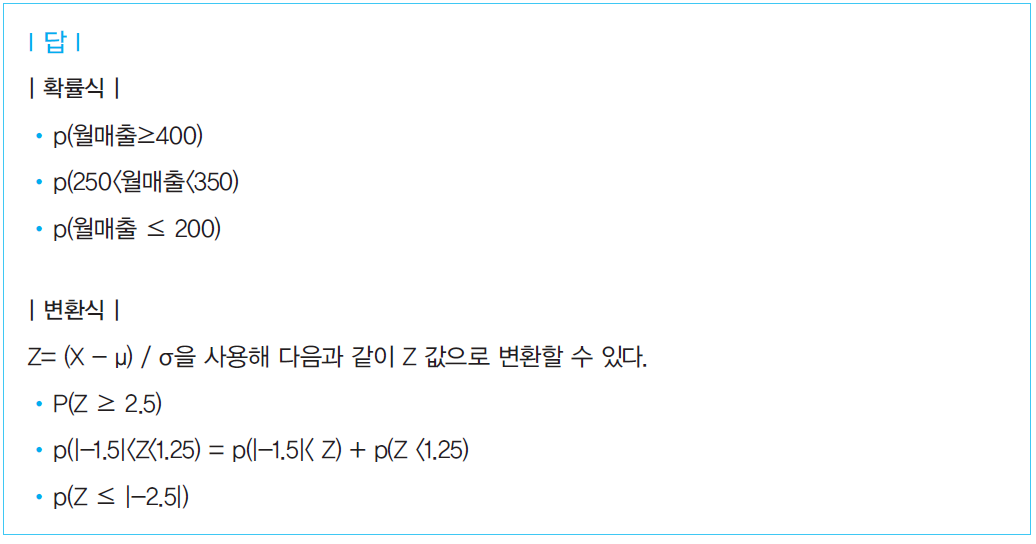 | 답 |
| 확률식 |
• p(월매출≥400)
• p(250<월매출<350)
• p(월매출 ≤ 200)
| 변환식 |
Z= (X − μ) / σ을 사용해 다음과 같이 Z 값으로 변환할 수 있다.
• P(Z ≥ 2.5)
• p(|−1.5|<Z<1.25) = p(|−1.5|< Z) + p(Z <1.25)
• p(Z ≤ |−2.5|)